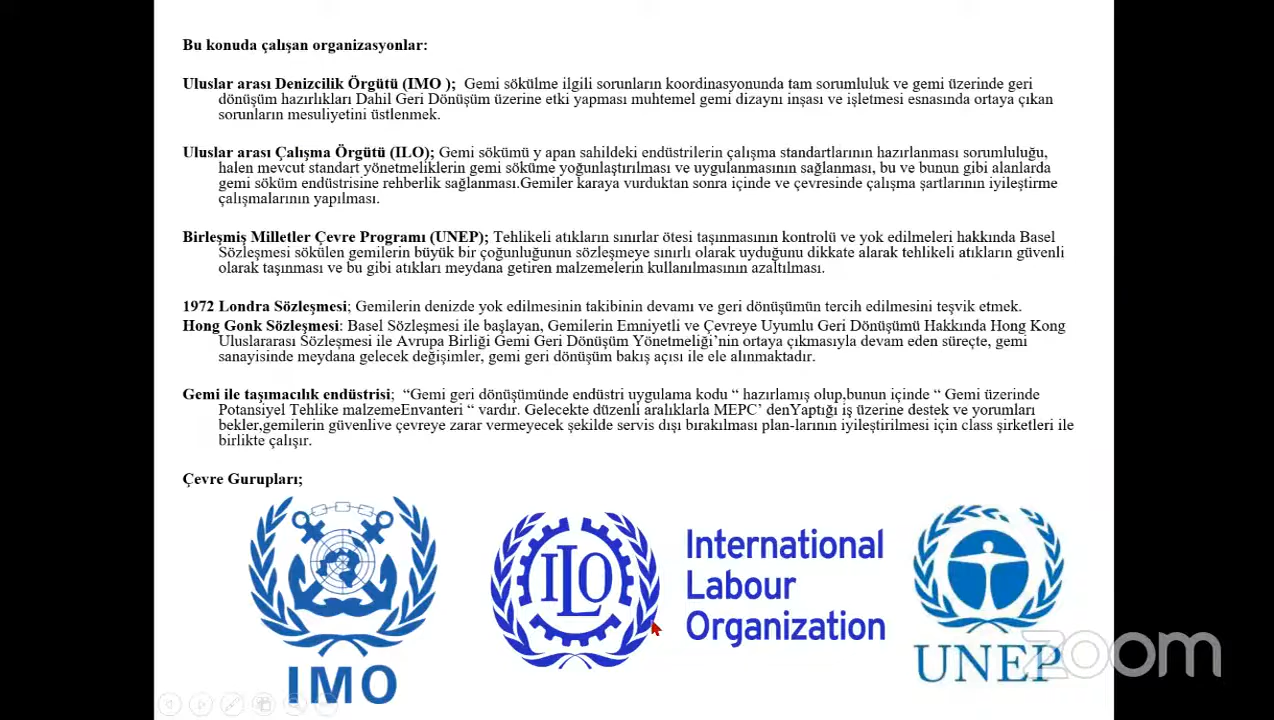 Bu konuda çalışan organizasyonlar:
Uluslar arası Denizcilik Örgütü (IMO ); Gemi sökülme ilgili sorunların koordinasyonunda tam sorumluluk ve gemi üzerinde geri
dönüşüm hazırlıkları Dahil Geri Dönüşüm üzerine etki yapması muhtemel gemi dizaynı inşası ve işletmesi esnasında ortaya çıkan
sorunların mesuliyetini üstlenmek.
Uluslar arası Çalışma Örgütü (ILO); Gemi sökümü y apan sahildeki endüstrilerin çalışma standartlarının hazırlanması sorumluluğu,
halen mevcut standart yönetmeliklerin gemi söküme yoğunlaştırılması ve uygulanmasının sağlanması, bu ve bunun gibi alanlarda
gemi söküm endüstrisine rehberlik sağlanması.Gemiler karaya vurduktan sonra içinde ve çevresinde çalışma şartlarının iyileştirme
çalışmalarının yapılması.
Birleşmiş Milletler Çevre Programı (UNEP); Tehlikeli atıkların sınırlar ötesi taşınmasının kontrolü ve yok edilmeleri hakkında Basel
Sözleşmesi sökülen gemilerin büyük bir çoğunluğunun sözleşmeye sınırlı olarak uyduğunu dikkate alarak tehlikeli atıkların güvenli
olarak taşınması ve bu gibi atıkları meydana getiren malzemelerin kullanılmasının azaltılması.
1972 Londra Sözleşmesi; Gemilerin denizde yok edilmesinin takibinin devamı ve geri dönüşümün tercih edilmesini teşvik etmek.
Hong Gonk Sözleşmesi: Basel Sözleşmesi ile başlayan, Gemilerin Emniyetli ve Çevreye Uyumlu Geri Dönüşümü Hakkında Hong Kong
Uluslararası Sözleşmesi ile Avrupa Birliği Gemi Geri Dönüşüm Yönetmeliği’nin ortaya çıkmasıyla devam eden süreçte, gemi
sanayisinde meydana gelecek değişimler, gemi geri dönüşüm bakış açısı ile ele alınmaktadır.
Gemi ile taşımacılık endüstrisi; “Gemi geri dönüşümünde endüstri uygulama kodu “ hazırlamış olup,bunun içinde “ Gemi üzerinde
Potansiyel Tehlike malzemeEnvanteri “ vardır. Gelecekte düzenli aralıklarla MEPC’ denYaptığı iş üzerine destek ve yorumları
bekler,gemilerin güvenlive çevreye zarar vermeyecek şekilde servis dışı bırakılması plan-larının iyileştirilmesi için class şirketleri ile
birlikte çalışır.
Çevre Gurupları;
ILO
International
Labour
Organization
IMO
UNEP
zoom